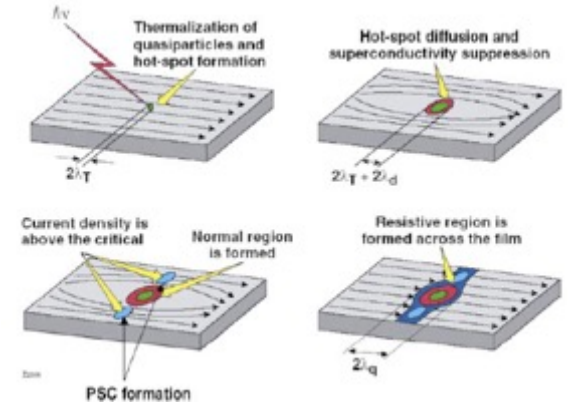 ħν
Thermalization of
quasiparticles and
hot-spot formation
2λT
Hot-spot diffusion and
superconductivity suppression
2λT + 2λd
Current density is
above the critical
Normal region
is formed
PSC formation
Resistive region is
formed across the film
2λq